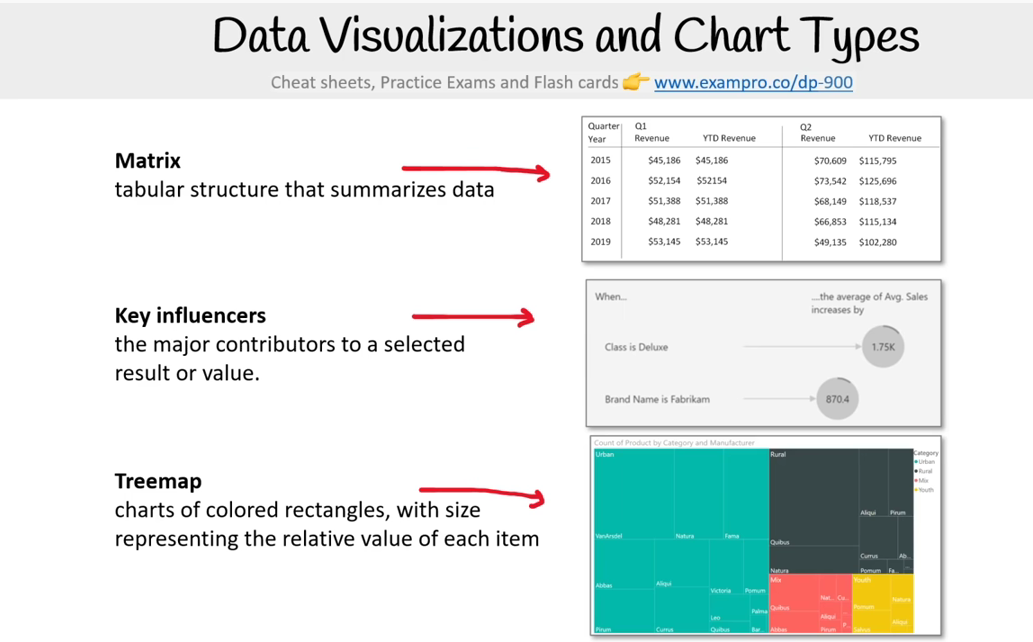 Data Visualizations and Chart Types
Cheat sheets, Practice Exams and Flash cards 👉 www.exampro.co/dp-900
Matrix
tabular structure that summarizes data
Quarter Q1 Q2
Year Revenue YTD Revenue Revenue YTD Revenue
2015 $45,186 $45,186 $70,609 $115,795
2016 $52,154 $52154 $73,542 $125,696
2017 $51,388 $51,388 $68,149 $118,537
2018 $48,281 $48,281 $66,853 $115,134
2019 $53,145 $53,145 $49,135 $102,280
Key influencers
the major contributors to a selected
result or value.
When... ....the average of Avg. Sales
increases by
Class is Deluxe 1.75K
Brand Name is Fabrikam 870.4
Treemap
charts of colored rectangles, with size
representing the relative value of each item
Count of Product by Category and Manufacturer
Urban Rural Category
Urban
Rural
Mix
Youth
Aliqui Pirum
VanArsdel Natura Fama Quibus
Currus Ab...
Natura Pomum Fa...
Abbas Aliqui Mix Youth
Victoria Pomum Nat... Cu... Natura
Quibus Pomum
Leo Palma Aliqui P... Aliqui
Pirum Currus Quibus Bar... Abbas Pirum Salvus